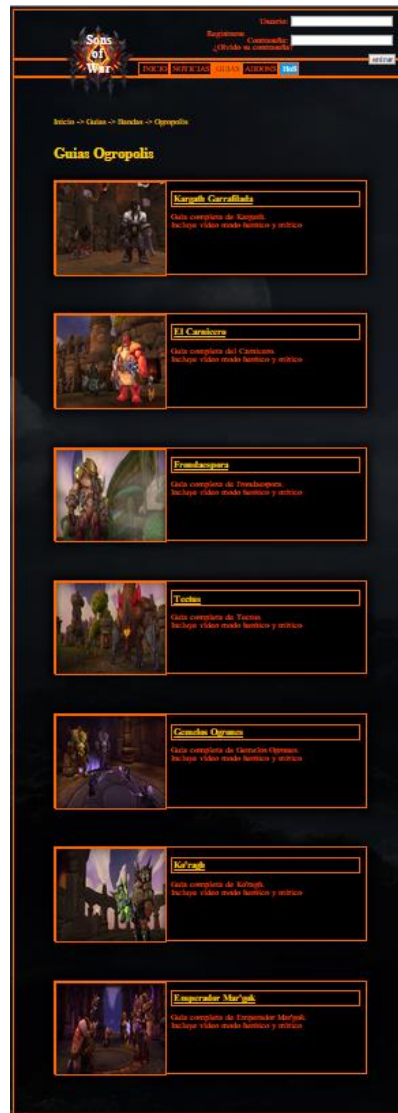 Usuario:
Registrarse
Contraseña:
¿Olvido su contraseña?
entrar
Sons
of
War
INICIO NOTICIAS GUIAS ADDONS
Inicio -> Guias -> Bandas -> Ogropolis
Guias Ogropolis
Kargath Garrafilada
Guia completa de Kargath.
Incluye video modo heroico y mitico
El Carnicero
Guia completa del Carnicero.
Incluye video modo heroico y mitico
Frondaespora
Guia completa de Frondaespora.
Incluye video modo heroico y mitico
Tectus
Guia completa de Tectus
Incluye video modo heroico y mitico
Gemelos Ogrones
Guia completa de Gemelos Ogrones.
Incluye video modo heroico y mitico
Ko'ragh
Guia completa de Ko'ragh.
Incluye video modo heroico y mitico
Emperador Mar'gok
Guia completa de Emperador Mar'gok.
Incluye video modo heroico y mitico